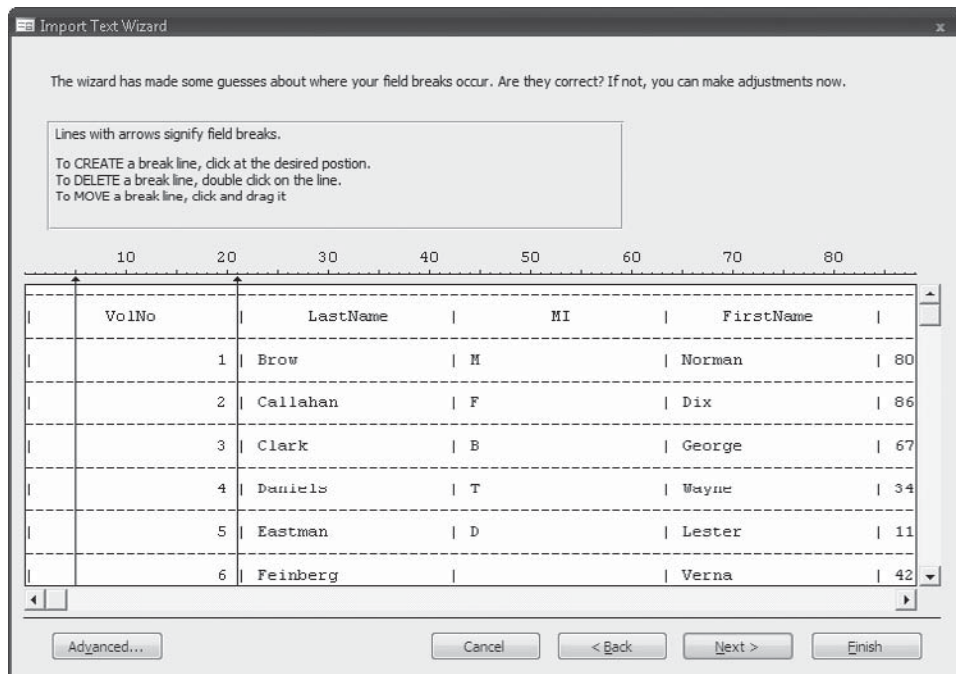 Import Text Wizard x
The wizard has made some guesses about where your field breaks occur. Are they correct? If not, you can make adjustments now.
Lines with arrows signify field breaks.
To CREATE a break line, click at the desired postion.
To DELETE a break line, double click on the line.
To MOVE a break line, click and drag it
10 20 30 40 50 60 70 80
| VolNo | LastName | MI | FirstName |
| 1 | Brow | M | Norman | 80
| 2 | Callahan | F | Dix | 86
| 3 | Clark | B | George | 67
| 4 | Daniels | T | Wayne | 34
| 5 | Eastman | D | Lester | 11
| 6 | Feinberg | | Verna | 42
Advanced... Cancel < Back Next > Finish